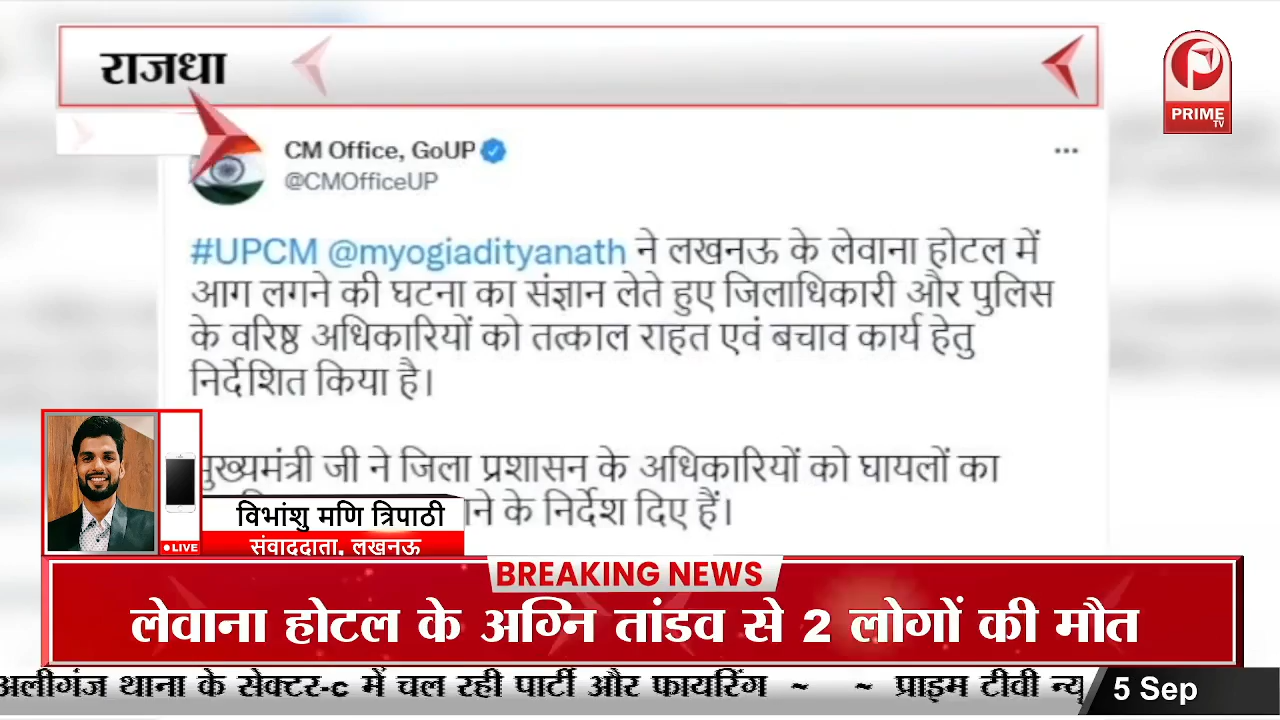 राजधा
PRIME
TV
CM Office, GoUP
@CMOfficeUP
#UPCM @myogiadityanath ने लखनऊ के लेवाना होटल में
आग लगने की घटना का संज्ञान लेते हुए जिलाधिकारी और पुलिस
के वरिष्ठ अधिकारियों को तत्काल राहत एवं बचाव कार्य हेतु
निर्देशित किया है।
मुख्यमंत्री जी ने जिला प्रशासन के अधिकारियों को घायलों का
के निर्देश दिए हैं।
विभांशु मणि त्रिपाठी
LIVE
संवाददाता, लखनऊ
BREAKING NEWS
लेवाना होटल के अग्नि तांडव से 2 लोगों की मौत
अलीगंज थाना के सेक्टर-c में चल रही पार्टी और फायरिंग ~ ~ प्राइम टीवी न्यू
5 Sep